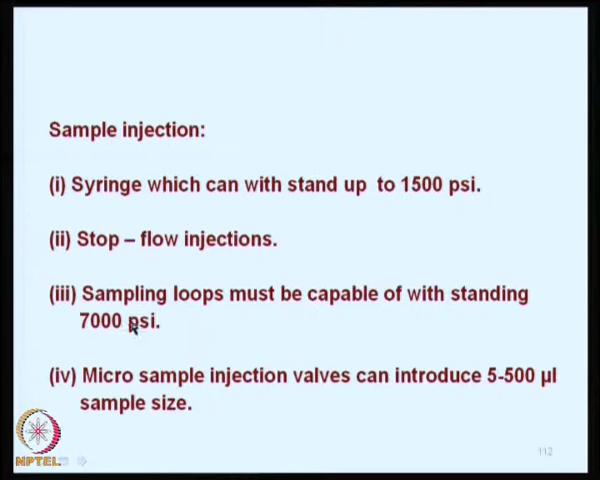 Sample injection:
(i) Syringe which can with stand up  to 1500 psi.
(ii) Stop – flow injections.
(iii) Sampling loops must be capable of with standing
7000 psi.
(iv) Micro sample injection valves can introduce 5-500 µl
sample size.
NPTEL
112